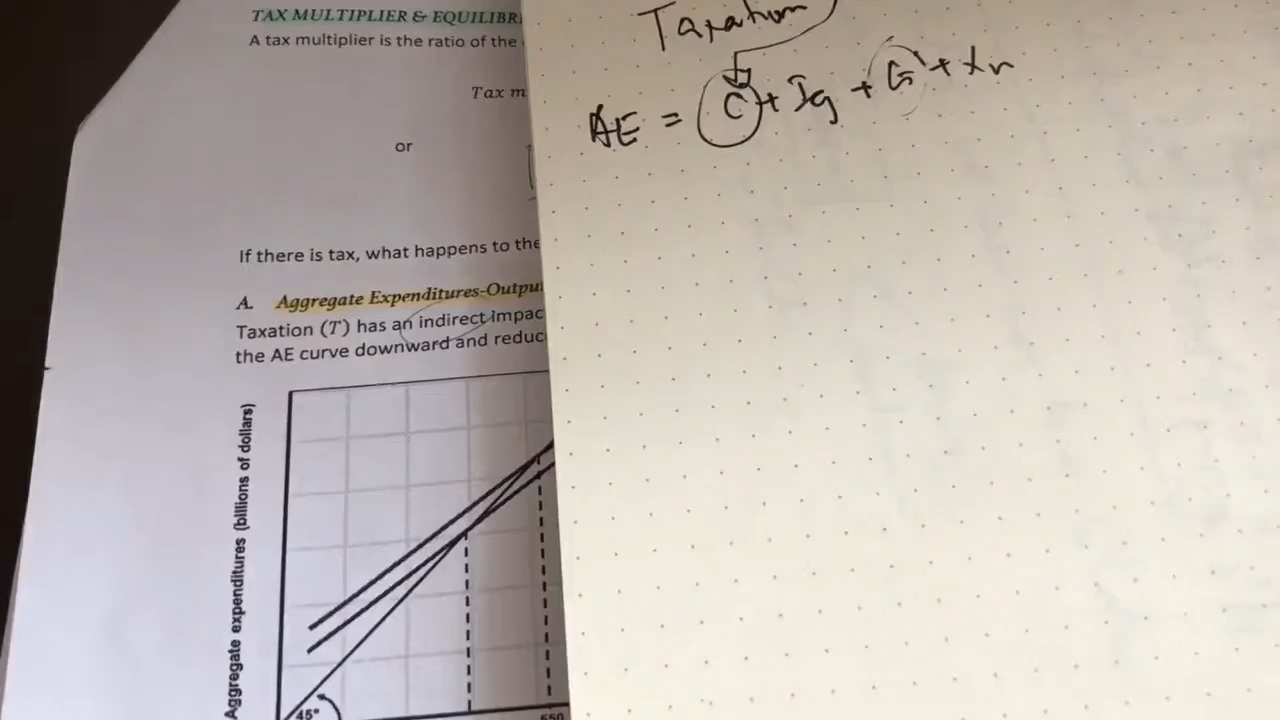 TAX MULTIPLIER & EQUILIBR
A tax multiplier is the ratio of the
Tax m
or
If there is tax, what happens to the
A. Aggregate Expenditures-Outpu
Taxation (T) has an indirect impac
the AE curve downward and reduc
Aggregate expenditures (billions of dollars)
45°
550
Taxation
AE = C + Ig + G + Xn